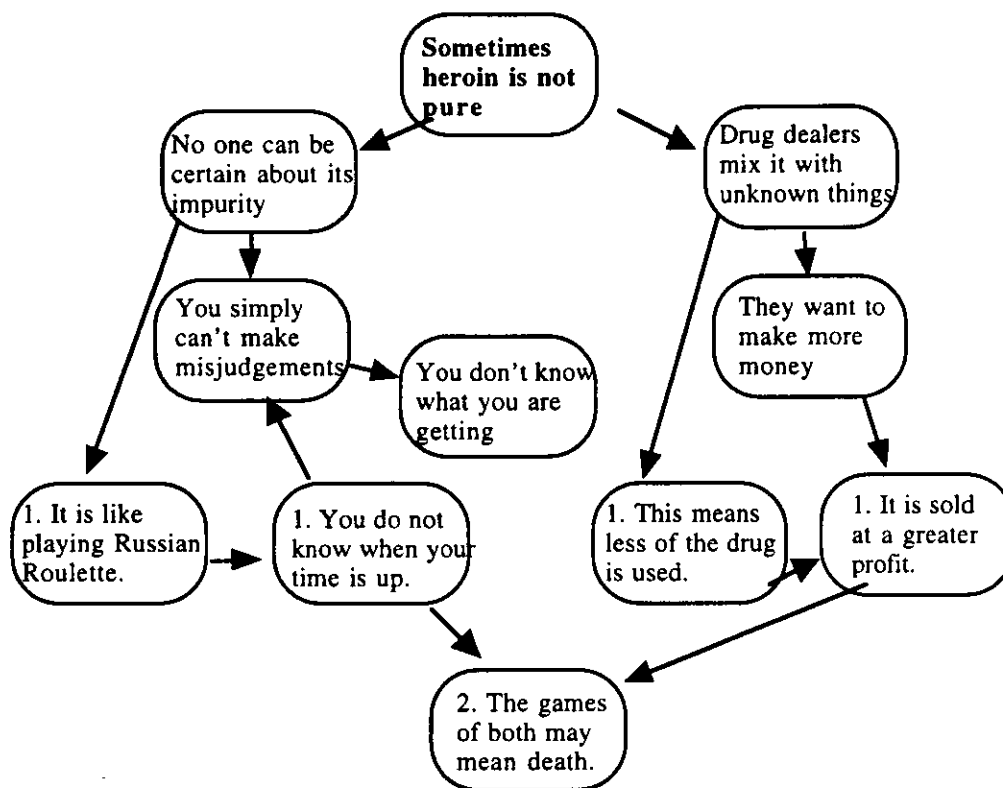 Sometimes
heroin is not
pure
No one can be
certain about its
impurity
Drug dealers
mix it with
unknown things
You simply
can't make
misjudgements
They want to
make more
money
You don't know
what you are
getting
1. It is like
playing Russian
Roulette.
1. You do not
know when your
time is up.
1. This means
less of the drug
is used.
1. It is sold
at a greater
profit.
2. The games
of both may
mean death.